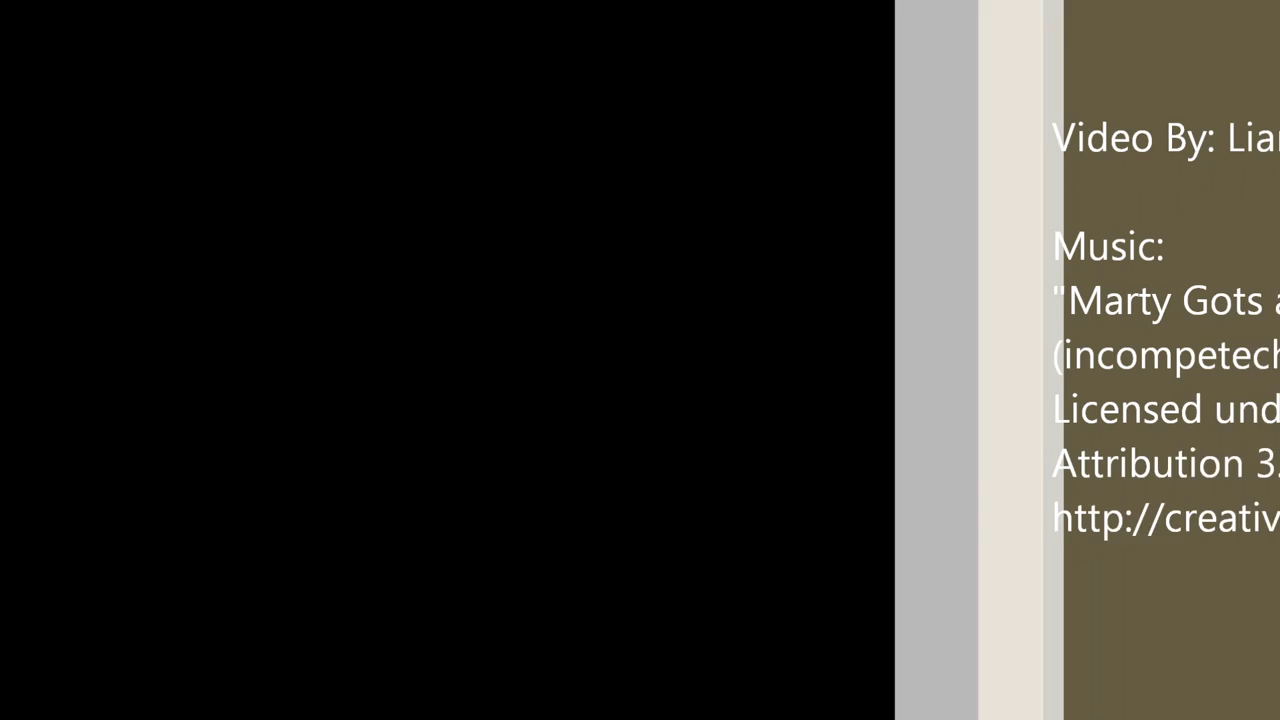 Video By: Lia
Music:
"Marty Gots a
(incompetech
Licensed und
Attribution 3.
http://creativ